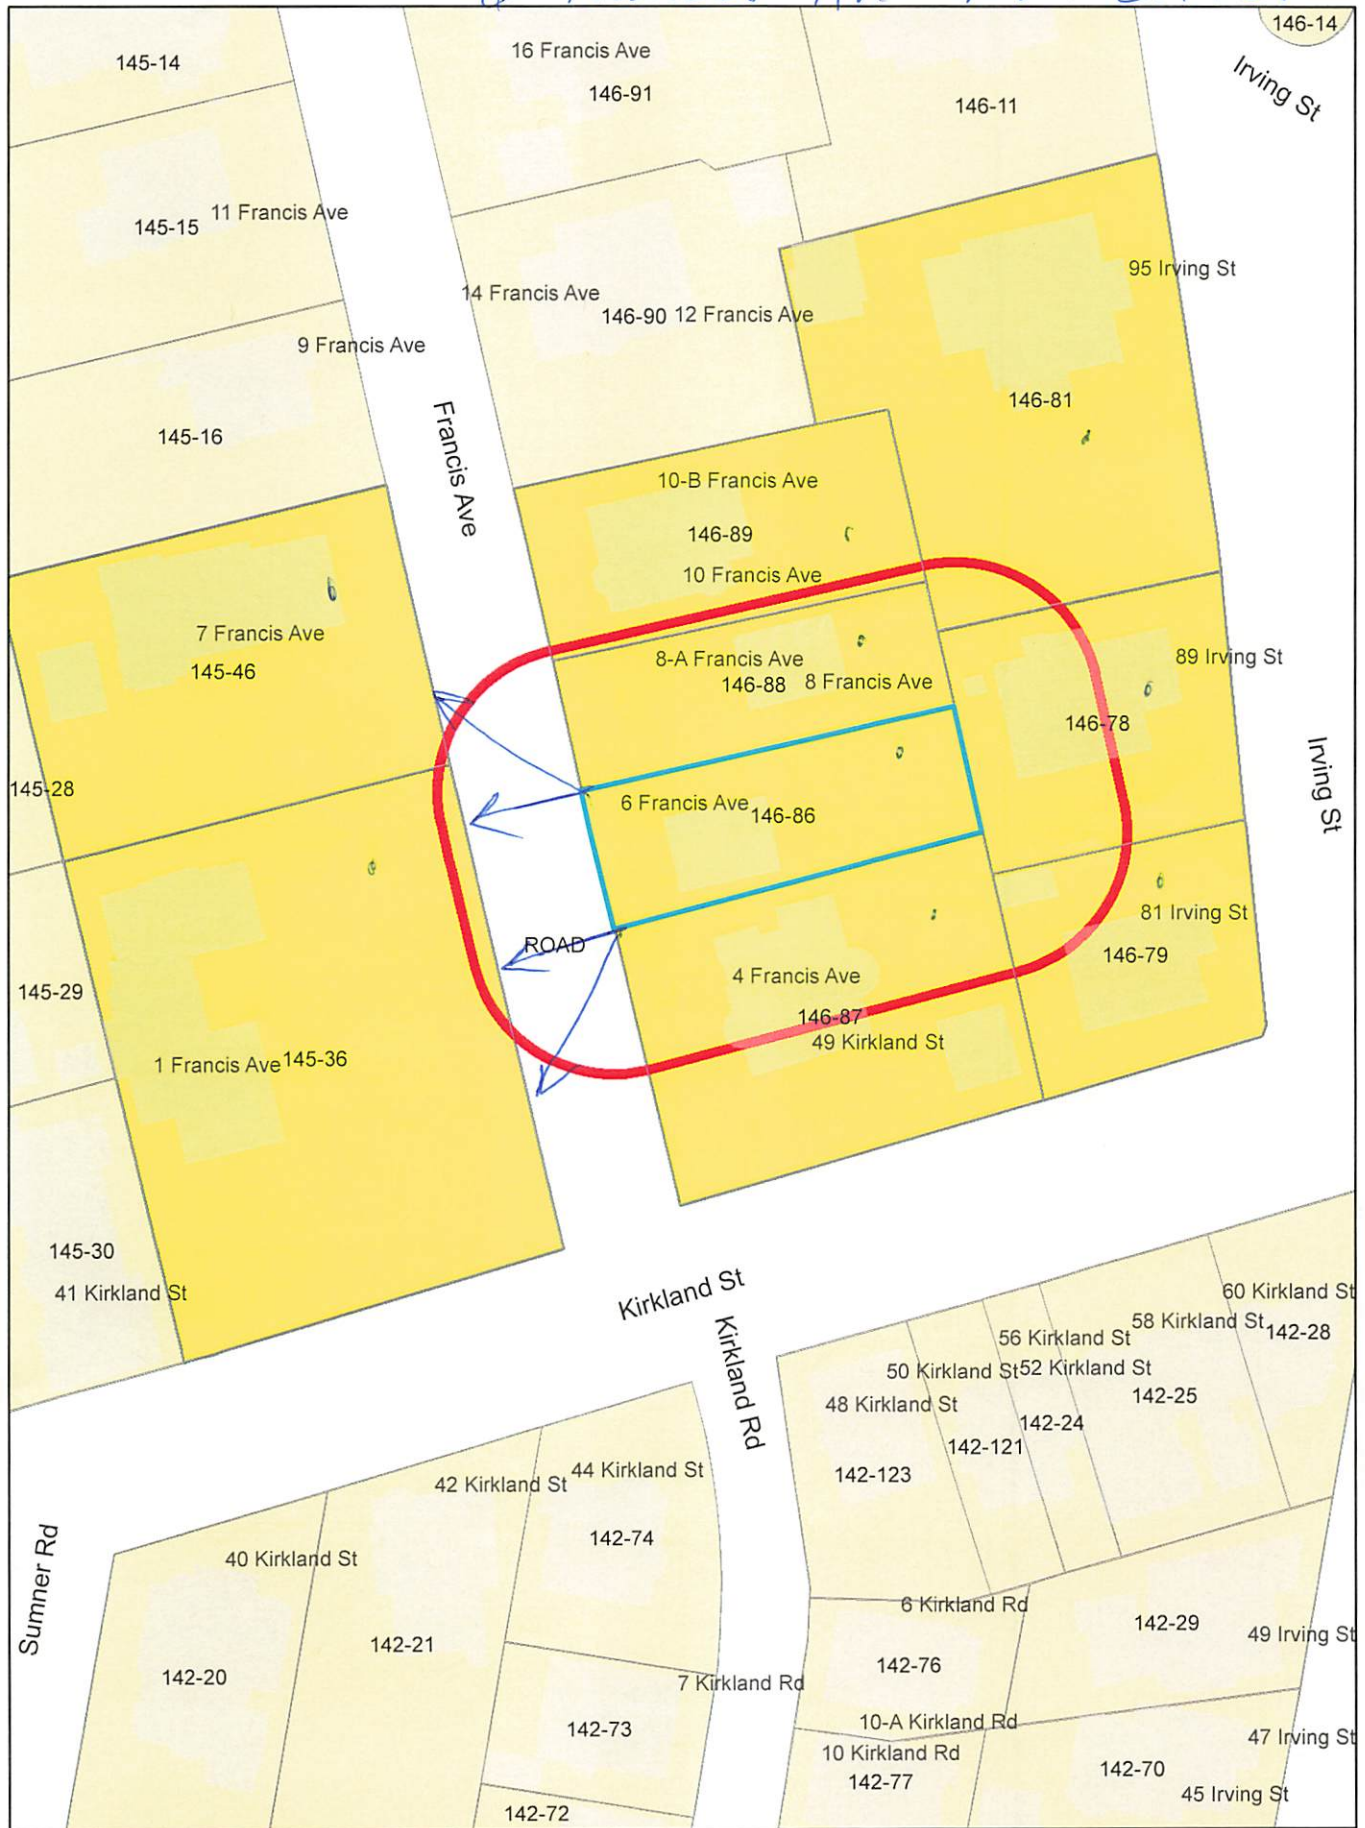 146-14
145-14
16 Francis Ave
146-91
146-11
Irving St
11 Francis Ave
145-15
95 Irving St
14 Francis Ave
146-90 12 Francis Ave
9 Francis Ave
146-81
145-16
Francis Ave
10-B Francis Ave
146-89
10 Francis Ave
7 Francis Ave
145-46
8-A Francis Ave
146-88 8 Francis Ave
89 Irving St
146-78
Irving St
145-28
6 Francis Ave 146-86
81 Irving St
146-79
ROAD
4 Francis Ave
146-87
49 Kirkland St
145-29
1 Francis Ave 145-36
145-30
41 Kirkland St
Kirkland St
Kirkland Rd
60 Kirkland St
58 Kirkland St 142-28
56 Kirkland St
50 Kirkland St 52 Kirkland St
142-25
48 Kirkland St
142-24
142-121
142-123
42 Kirkland St 44 Kirkland St
142-74
40 Kirkland St
Sumner Rd
6 Kirkland Rd
142-29
49 Irving St
142-21
142-76
142-20
7 Kirkland Rd
142-73
10-A Kirkland Rd
47 Irving St
10 Kirkland Rd
142-77
142-70
45 Irving St
142-72